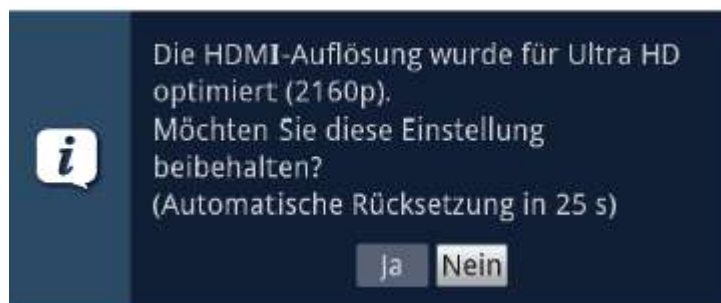 Die HDMI-Auflösung wurde für Ultra HD
optimiert (2160p).
Möchten Sie diese Einstellung
beibehalten?
(Automatische Rücksetzung in 25 s)
Ja Nein